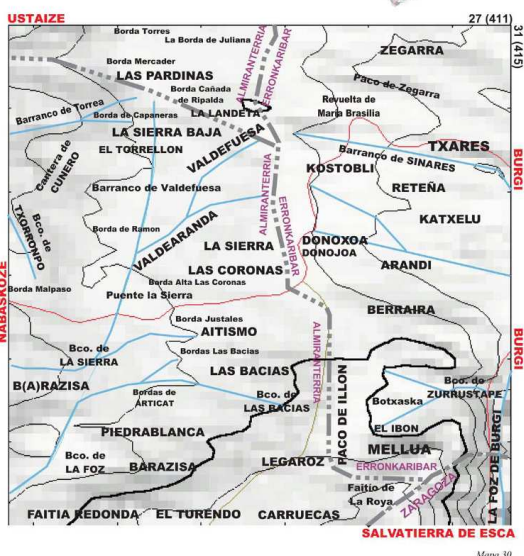 USTAIZE
27 (411)
31 (415)
Borda Torres
La Borda de Juliana
ALMIRANTERRIA
ERRONKARIBAR
ZEGARRA
Borda Mercader
LAS PARDINAS
Paco de Zegarra
Borda Cañada
de Ripalda
LA LANDETA
Revuelta de
Maria Brasilia
Barranco de Torrea
Borda de Capaneras
LA SIERRA BAJA
EL TORRELLON
VALDEFUESA
TXARES
Barranco de SINARES
BURGI
Cantera de
CUNERO
KOSTOBLI
RETEÑA
Barranco de Valdefuesa
ALMIRANTERRIA
ERRONKARIBAR
KATXELU
Bco. de
TXORRONPO
Borda de Ramon
VALDEARANDA
LA SIERRA
DONOXOA
DONOJOA
ARANDI
LAS CORONAS
Borda Malpaso
Borda Alta Las Coronas
Puente la Sierra
NABASKOZE
BERRAIRA
Borda Justales
AITISMO
ALMIRANTERRIA
BURGI
Bco. de
LA SIERRA
Bordas Las Bacias
LAS BACIAS
PACO DE ILLON
B(A)RAZISA
Bordas de
ARTICAT
Bco. de
LAS BACIAS
Botxaska
Bco. de
ZURRUSTAPE
PIEDRABLANCA
EL IBON
MELLUA
Bco. de
LA FOZ
BARAZISA
LEGAROZ
ERRONKARIBAR
Faitio de
La Roya
ZARAGOZA
LA FOZ DE BURGI
FAITIA REDONDA
EL TURENDO
CARRUECAS
SALVATIERRA DE ESCA
Mapa 30